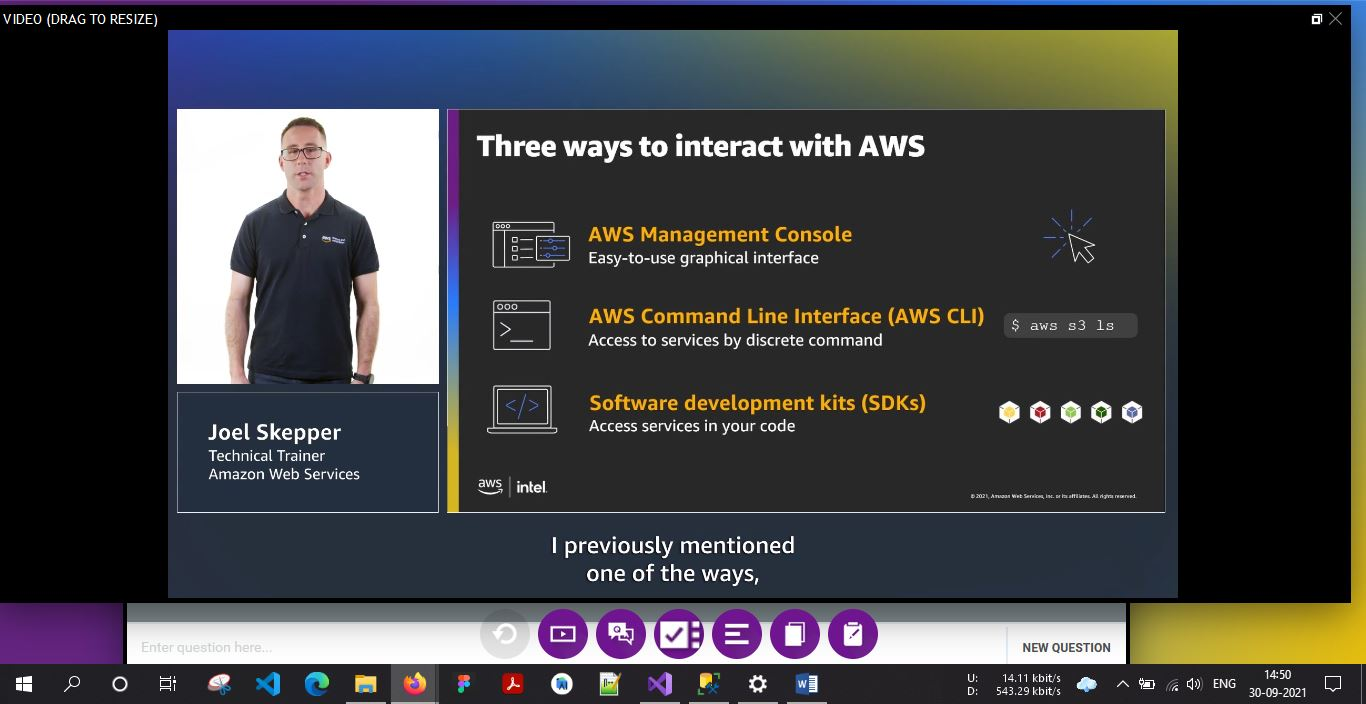 VIDEO (DRAG TO RESIZE)
Three ways to interact with AWS
AWS Management Console
Easy-to-use graphical interface
AWS Command Line Interface (AWS CLI)
Access to services by discrete command
$ aws s3 ls
Software development kits (SDKs)
Access services in your code
aws
intel.
© 2021, Amazon Web Services, Inc. or its affiliates. All rights reserved.
aws
Joel Skepper
Technical Trainer
Amazon Web Services
I previously mentioned
one of the ways,
Enter question here...
NEW QUESTION
U: 14.11 kbit/s
D: 543.29 kbit/s
ENG
14:50
30-09-2021